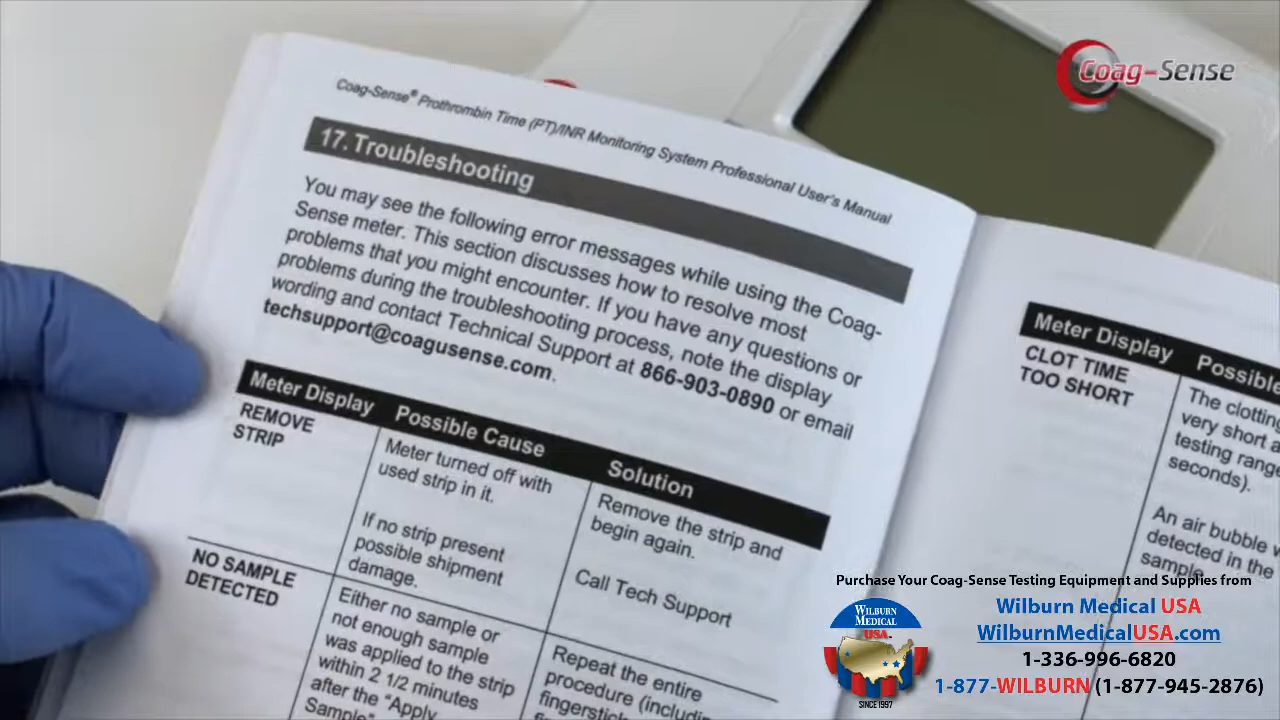 Coag-Sense
Coag-Sense® Prothrombin Time (PT)/INR Monitoring System Professional User's Manual
17. Troubleshooting
You may see the following error messages while using the Coag-
Sense meter. This section discusses how to resolve most
problems that you might encounter. If you have any questions or
problems during the troubleshooting process, note the display
wording and contact Technical Support at 866-903-0890 or email
techsupport@coagusense.com.
Meter Display Possible Cause Solution
REMOVE
STRIP
Meter turned off with
used strip in it.
Remove the strip and
begin again.
If no strip present
possible shipment
damage.
Call Tech Support
NO SAMPLE
DETECTED
Either no sample or
not enough sample
was applied to the strip
within 2 1/2 minutes
after the "Apply
Sample"
Repeat the entire
procedure (includin
fingerstic
Meter Display Possible
CLOT TIME
TOO SHORT
The clotting
very short a
testing range
seconds).
An air bubble w
detected in the
sample
Purchase Your Coag-Sense Testing Equipment and Supplies from
WILBURN
MEDICAL
USA.
SINCE 1997
Wilburn Medical USA
WilburnMedicalUSA.com
1-336-996-6820
1-877-WILBURN (1-877-945-2876)